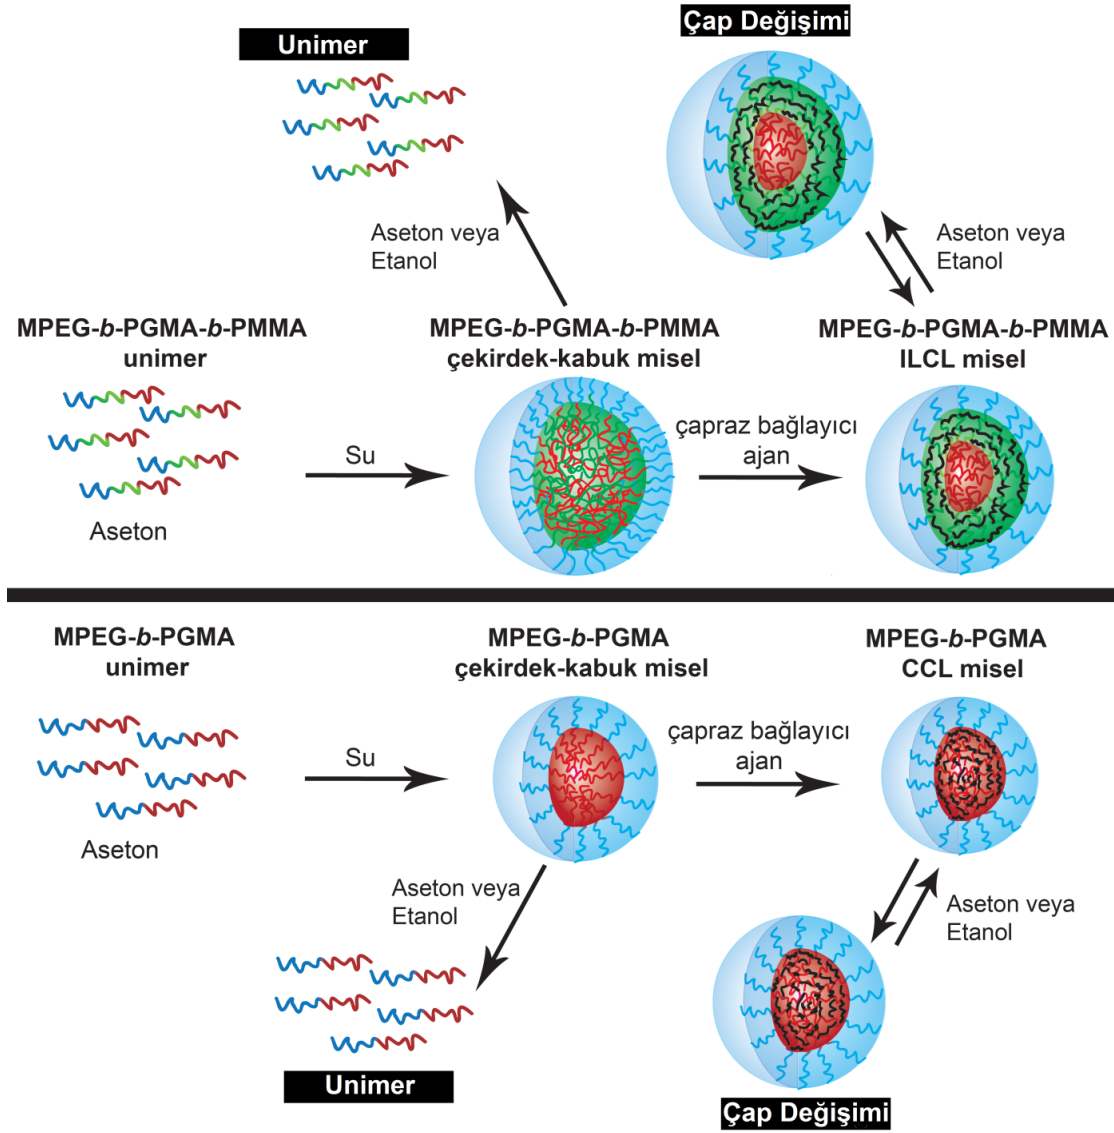 Unimer
Çap Değişimi
Aseton veya
Etanol
Aseton veya
Etanol
MPEG-b-PGMA-b-PMMA
unimer
MPEG-b-PGMA-b-PMMA
çekirdek-kabuk misel
MPEG-b-PGMA-b-PMMA
ILCL misel
Su
çapraz bağlayıcı
ajan
Aseton
MPEG-b-PGMA
unimer
MPEG-b-PGMA
çekirdek-kabuk misel
MPEG-b-PGMA
CCL misel
Su
çapraz bağlayıcı
ajan
Aseton
Aseton veya
Etanol
Aseton veya
Etanol
Unimer
Çap Değişimi